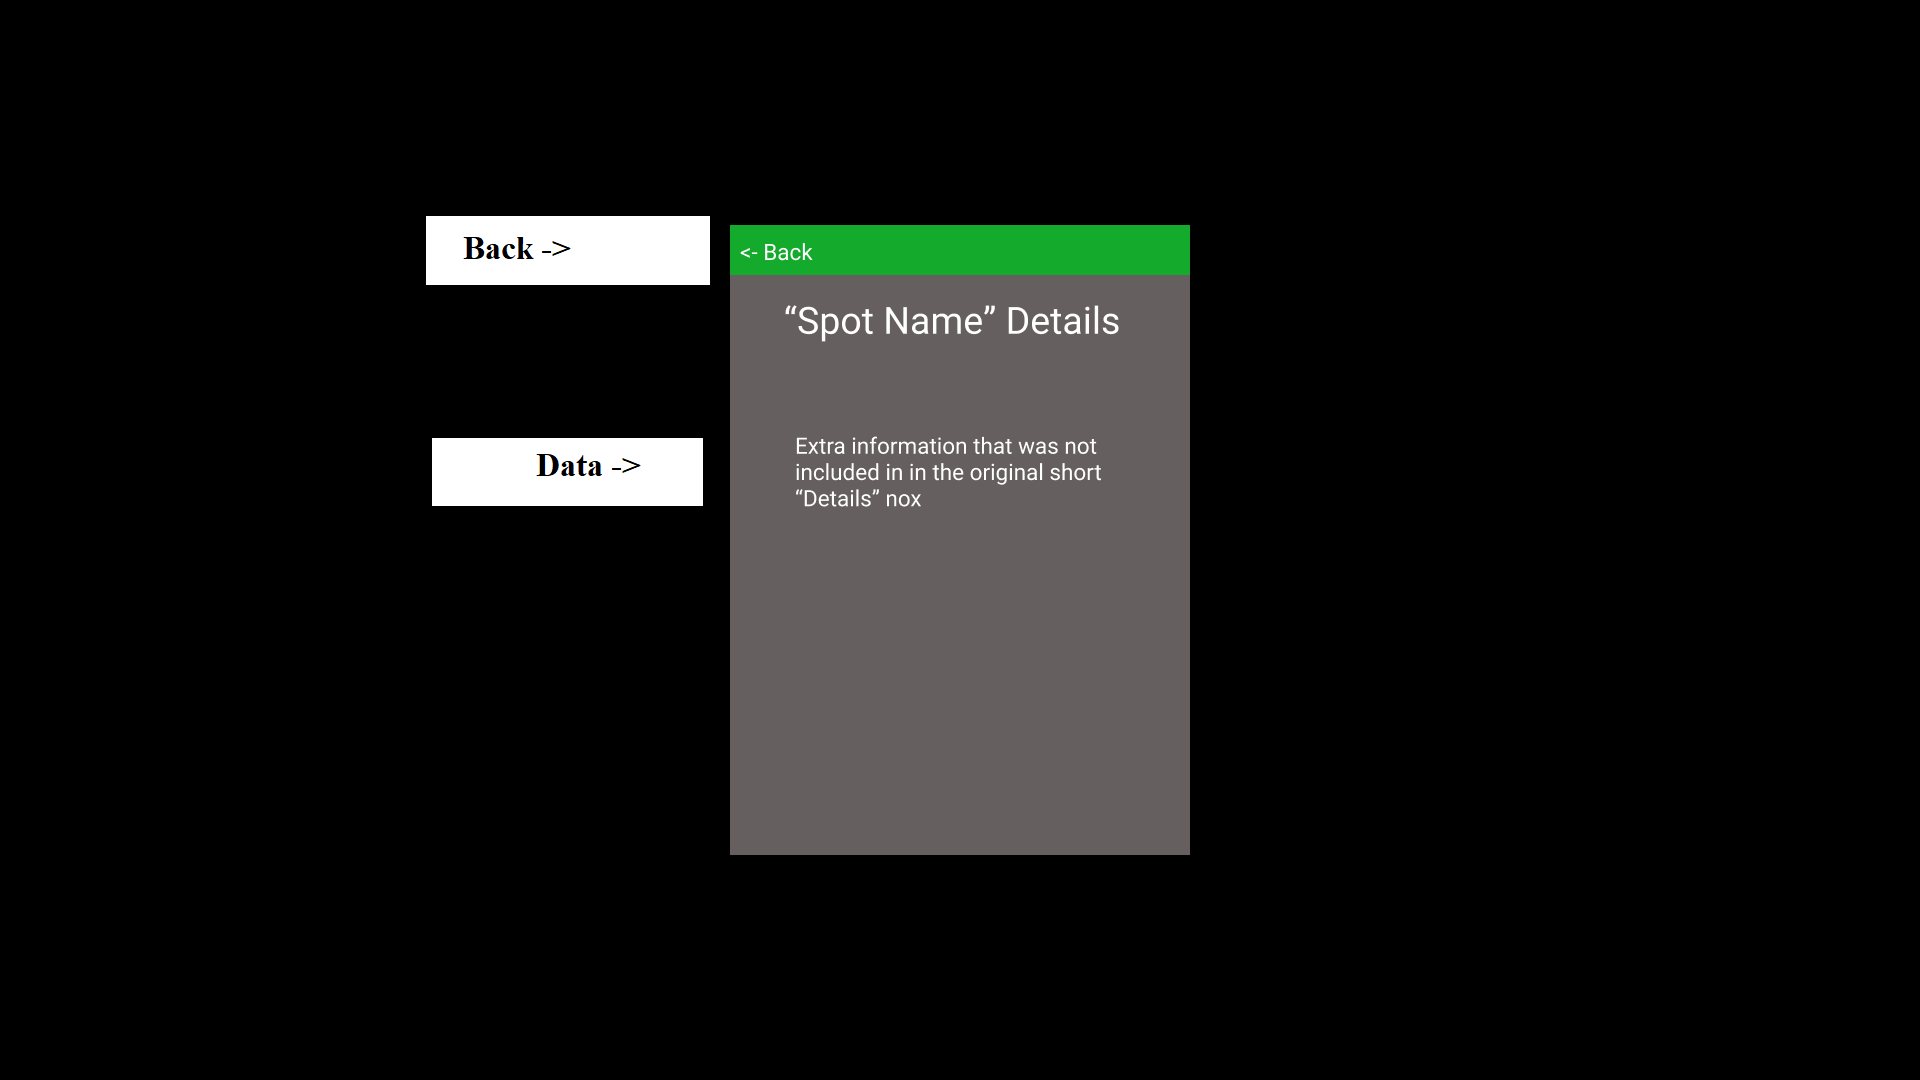 Back ->
<- Back
“Spot Name” Details
Data ->
Extra information that was not
included in in the original short
“Details” nox